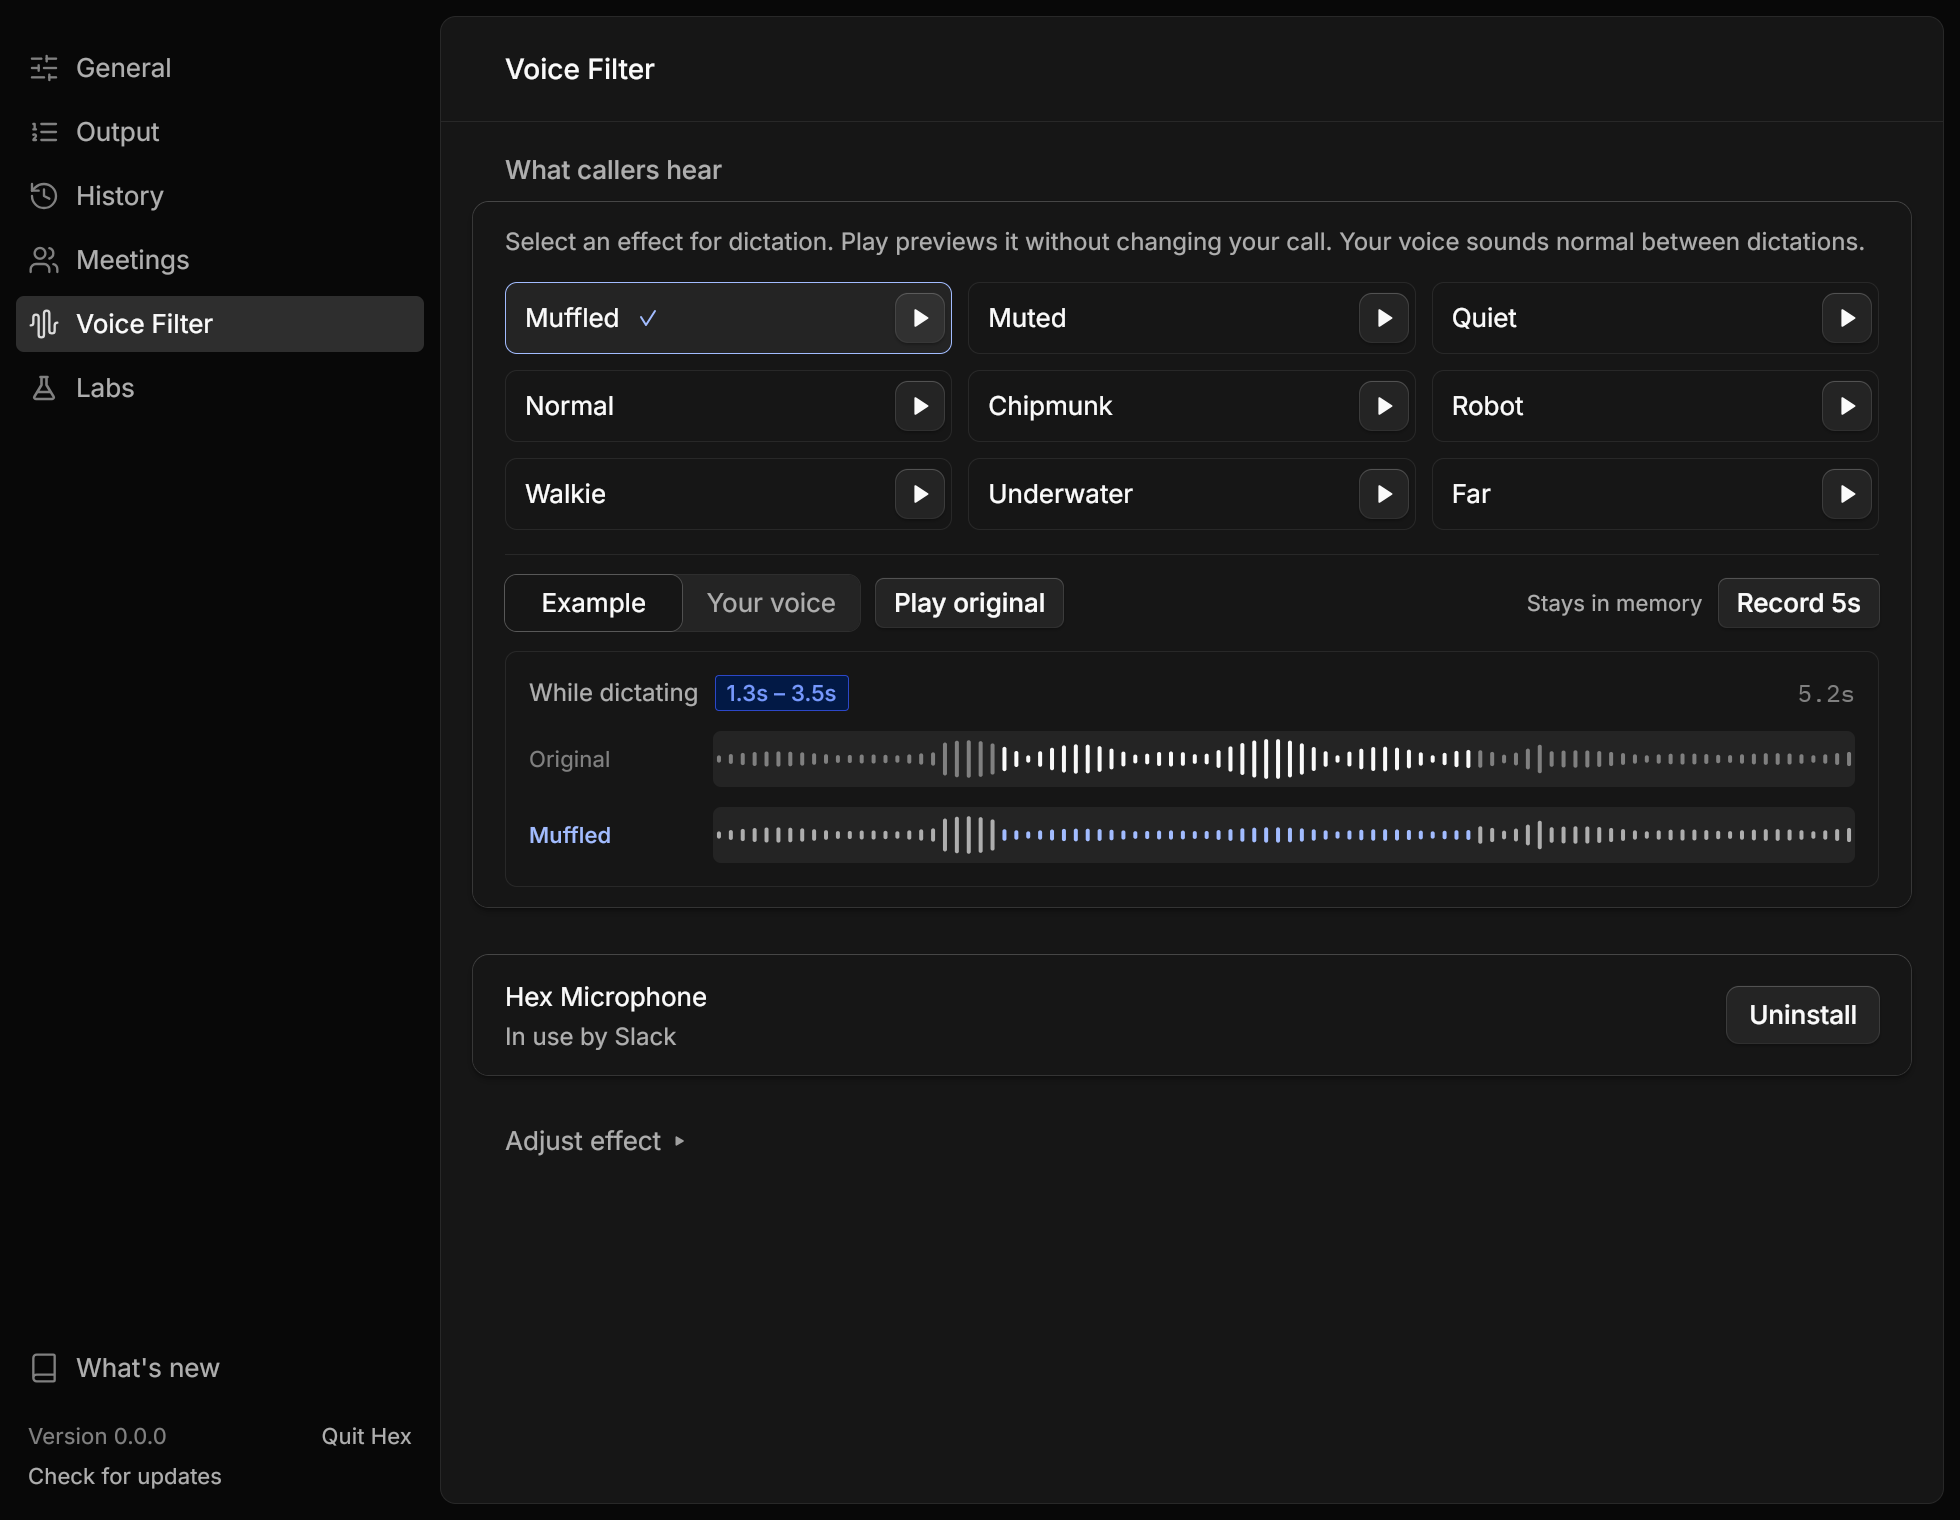 General
Output
History
Meetings
Voice Filter
Labs
What's new
Version 0.0.0
Quit Hex
Check for updates
Voice Filter
What callers hear
Select an effect for dictation. Play previews it without changing your call. Your voice sounds normal between dictations.
Muffled
Muted
Quiet
Normal
Chipmunk
Robot
Walkie
Underwater
Far
Example
Your voice
Play original
Stays in memory
Record 5s
While dictating
1.3s – 3.5s
5.2s
Original
Muffled
Hex Microphone
In use by Slack
Uninstall
Adjust effect